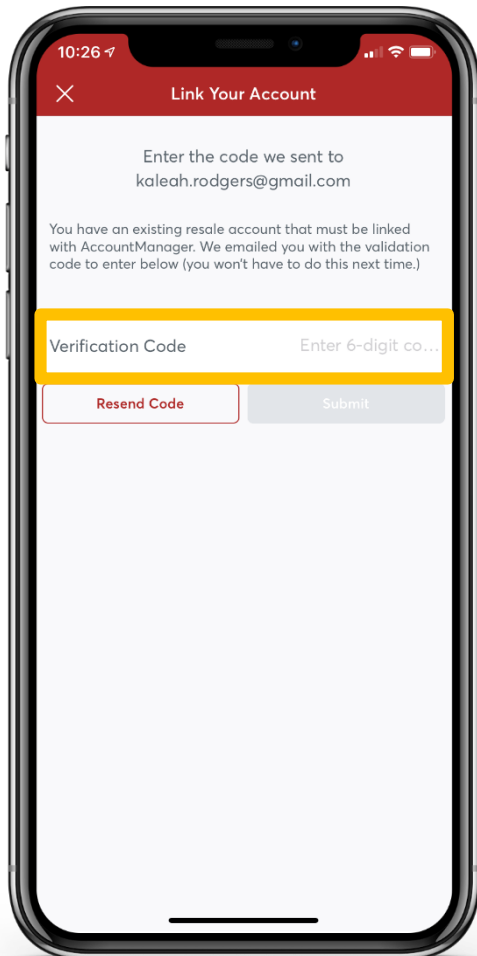 10:26
Link Your Account
Enter the code we sent to
kaleah.rodgers@gmail.com
You have an existing resale account that must be linked
with AccountManager. We emailed you with the validation
code to enter below (you won't have to do this next time.)
Verification Code Enter 6-digit co...
Resend Code Submit